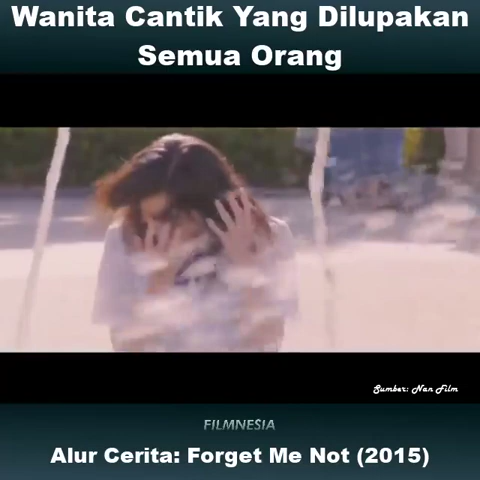 Wanita Cantik Yang Dilupakan
Semua Orang
Sumber: Nan Film
FILMNESIA
Alur Cerita: Forget Me Not (2015)